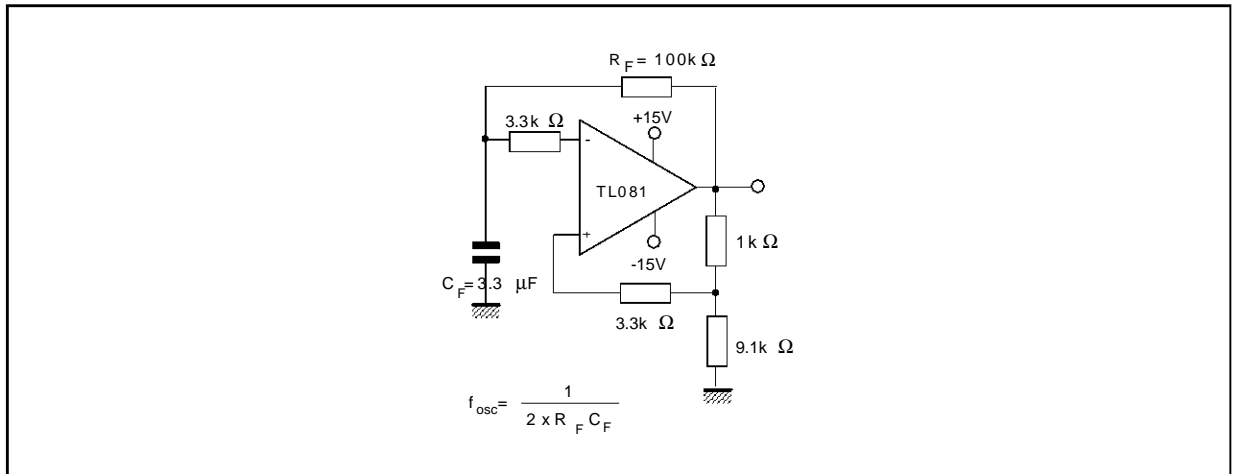 R F = 100k Ω
3.3k Ω
+15V
-
TL081
+
-15V
1k Ω
C F = 3.3 µF
3.3k Ω
9.1k Ω
f osc = 1
2 x R F C F